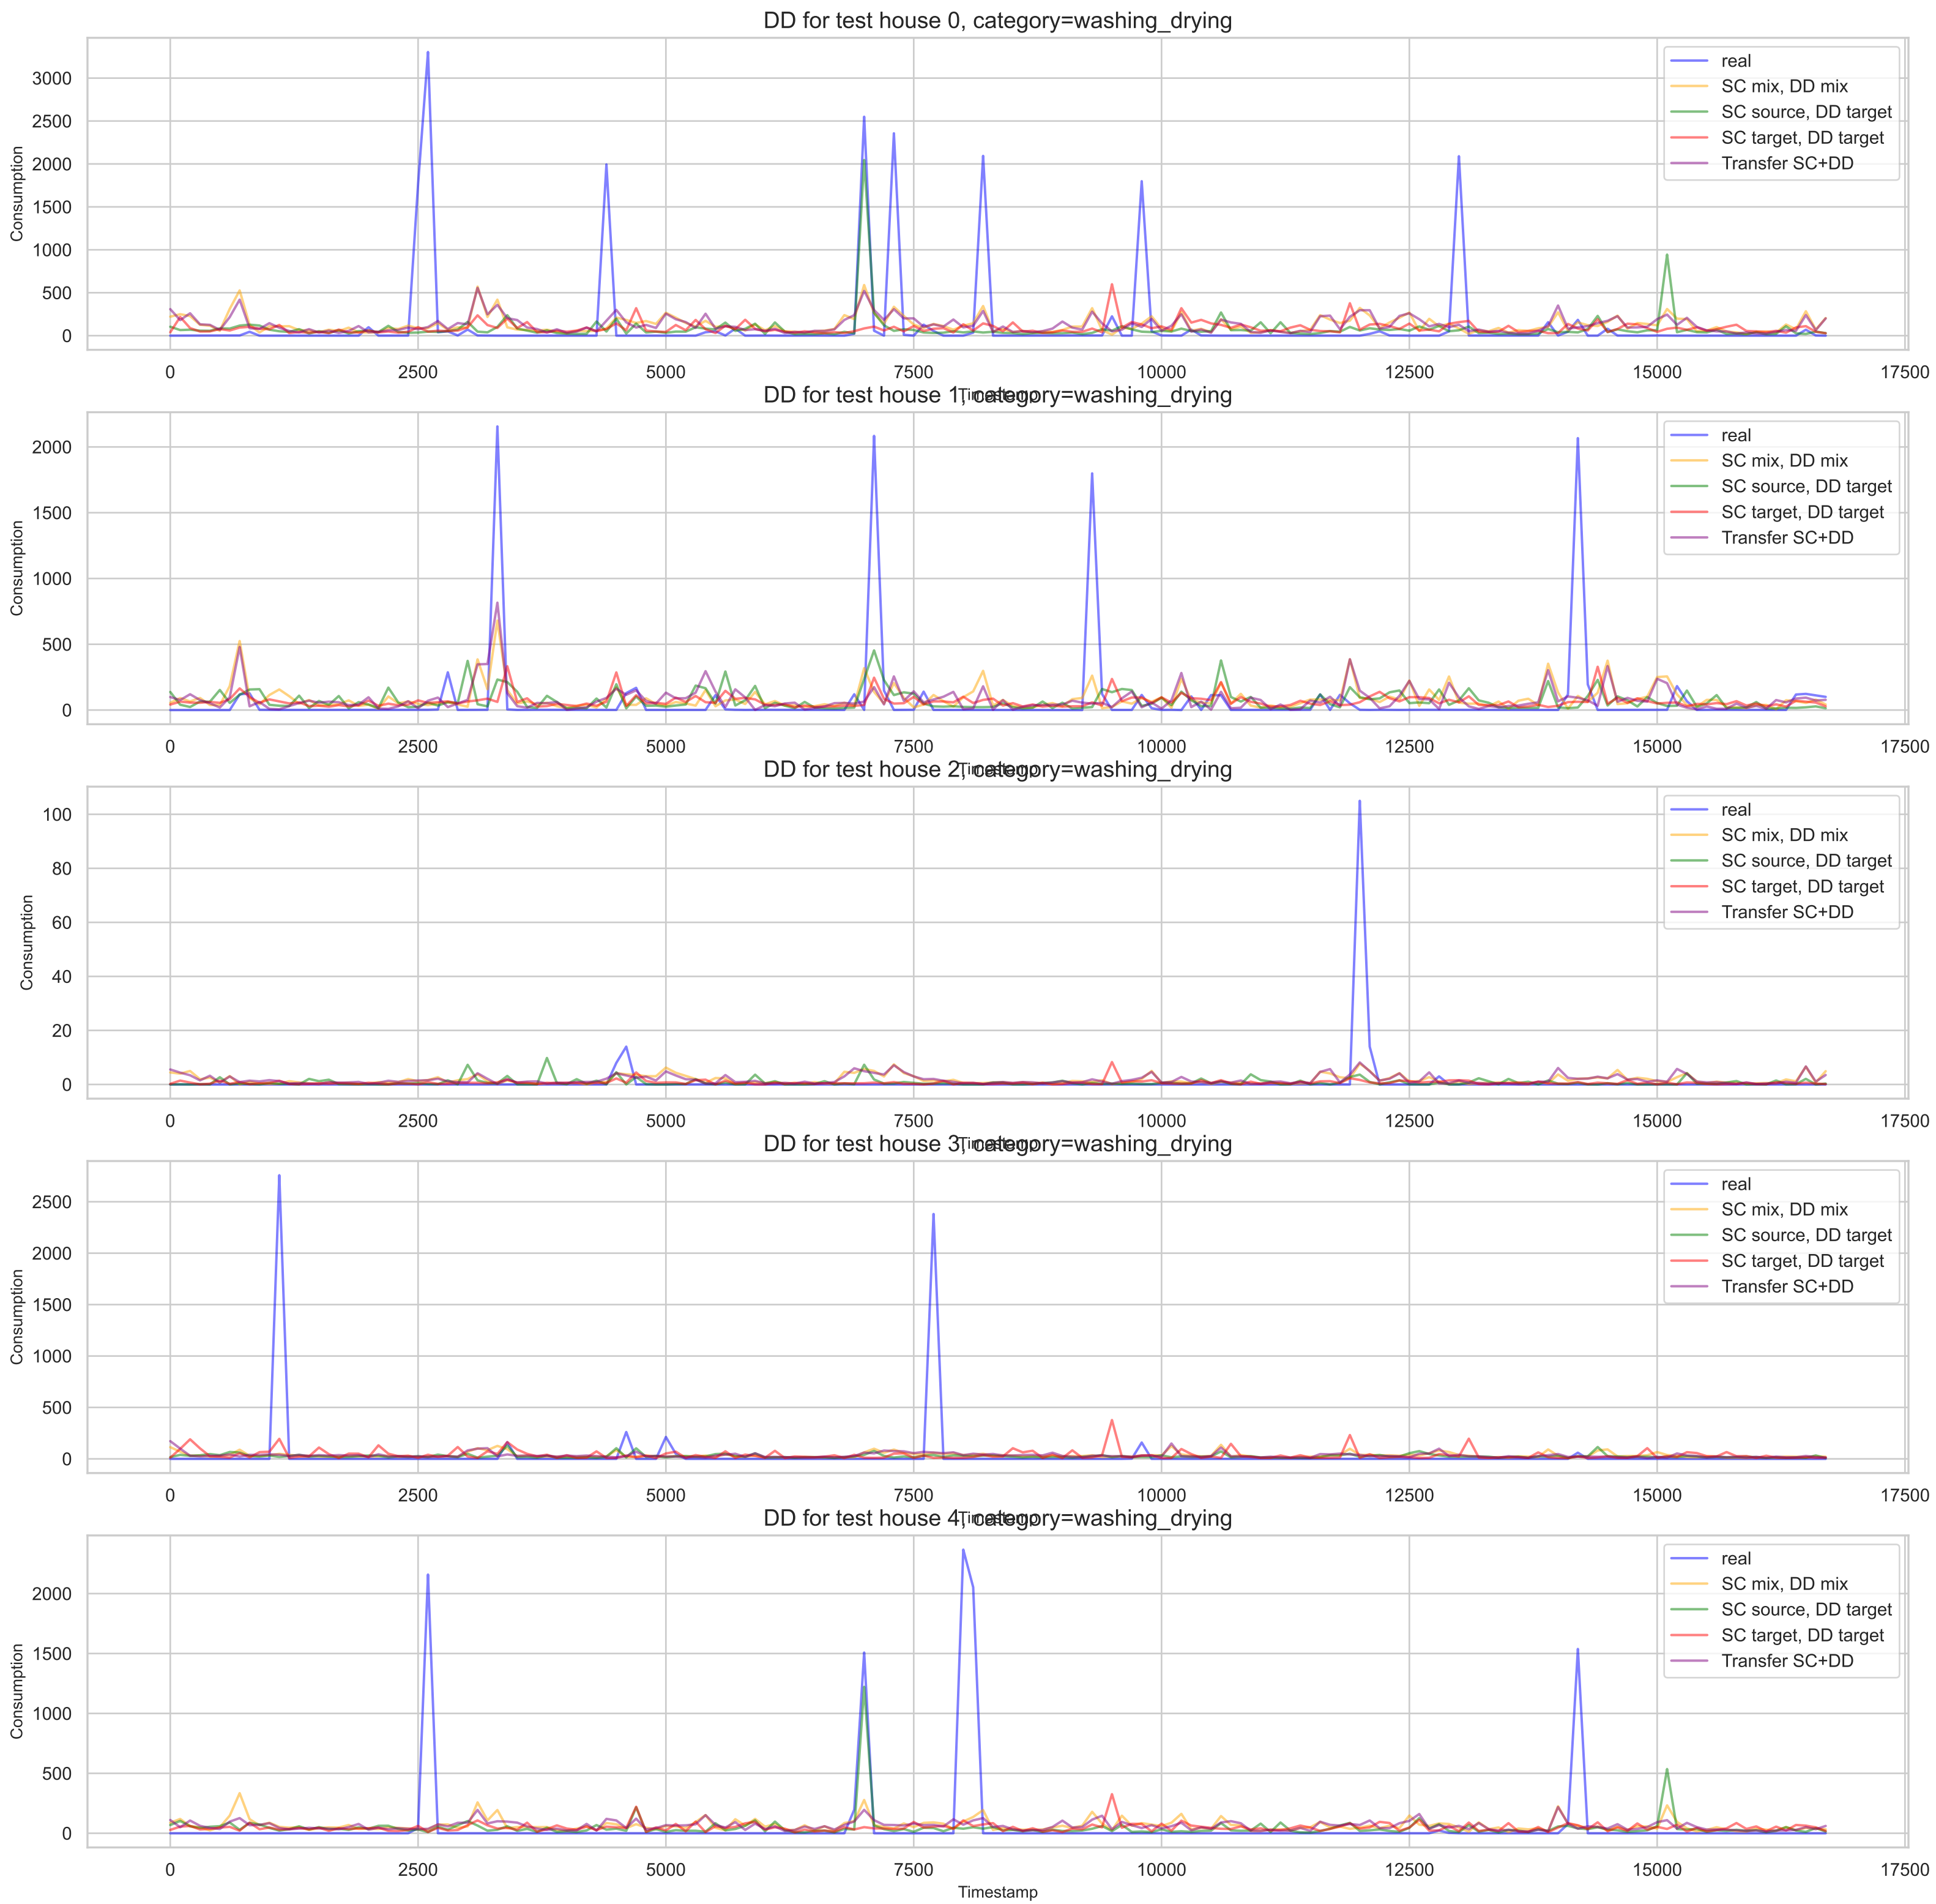 DD for test house 0, category=washing_drying
3000
2500
2000
1500
1000
500
0
Consumption
real
SC mix, DD mix
SC source, DD target
SC target, DD target
Transfer SC+DD
0 2500 5000 7500 10000 12500 15000 17500
Timestamp
DD for test house 1, category=washing_drying
2000
1500
1000
500
0
Consumption
real
SC mix, DD mix
SC source, DD target
SC target, DD target
Transfer SC+DD
0 2500 5000 7500 10000 12500 15000 17500
Timestamp
DD for test house 2, category=washing_drying
100
80
60
40
20
0
Consumption
real
SC mix, DD mix
SC source, DD target
SC target, DD target
Transfer SC+DD
0 2500 5000 7500 10000 12500 15000 17500
Timestamp
DD for test house 3, category=washing_drying
2500
2000
1500
1000
500
0
Consumption
real
SC mix, DD mix
SC source, DD target
SC target, DD target
Transfer SC+DD
0 2500 5000 7500 10000 12500 15000 17500
Timestamp
DD for test house 4, category=washing_drying
2000
1500
1000
500
0
Consumption
real
SC mix, DD mix
SC source, DD target
SC target, DD target
Transfer SC+DD
0 2500 5000 7500 10000 12500 15000 17500
Timestamp